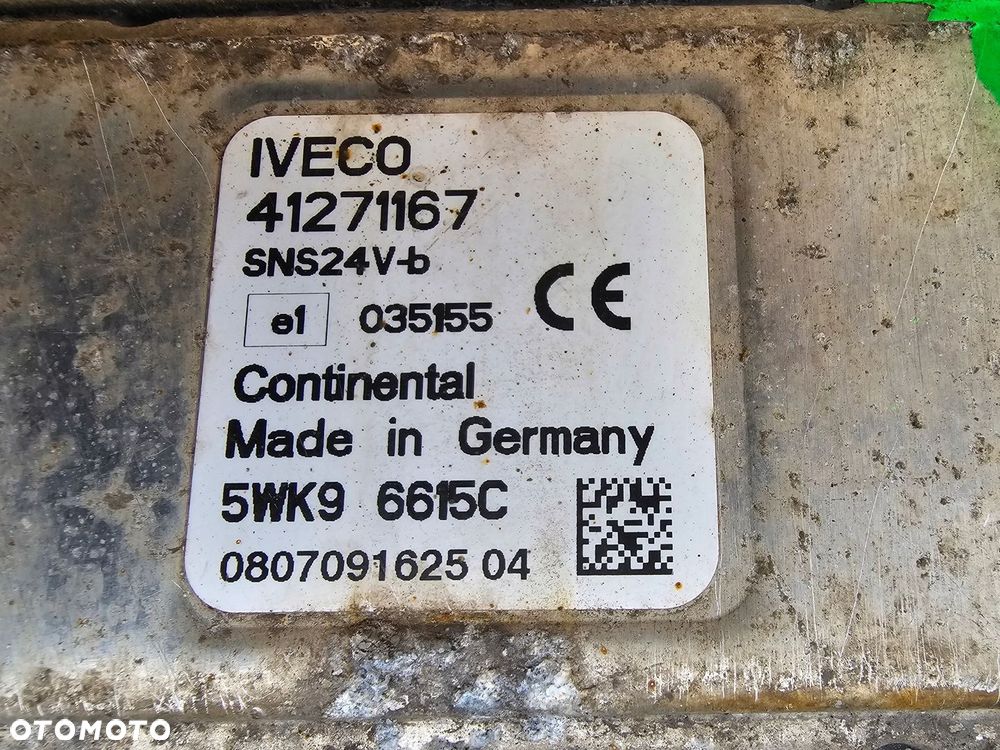 IVECO
41271167
SNS24V-b
e1 035155 CE
Continental
Made in Germany
5WK9 6615C
0807091625 04
OTOMOTO